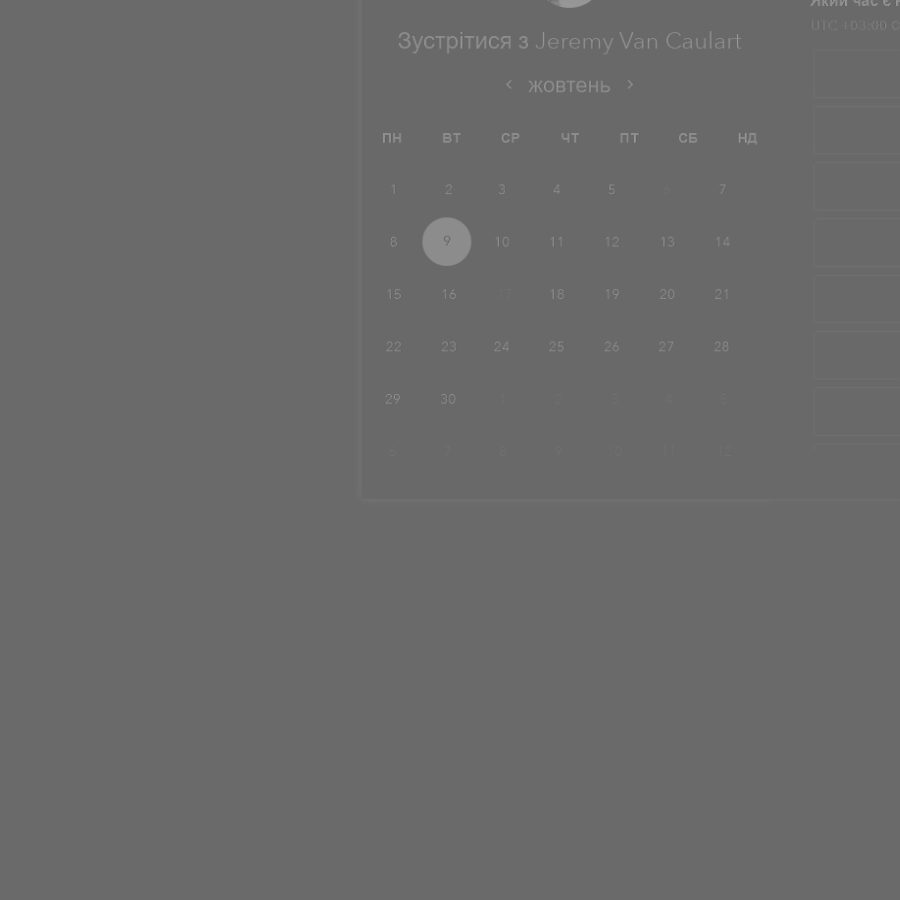 Який час є
UTC +03:00
Зустрітися з Jeremy Van Caulart
‹ жовтень ›
ПН ВТ СР ЧТ ПТ СБ НД
1 2 3 4 5 6 7
8 9 10 11 12 13 14
15 16 17 18 19 20 21
22 23 24 25 26 27 28
29 30 1 2 3 4 5
6 7 8 9 10 11 12